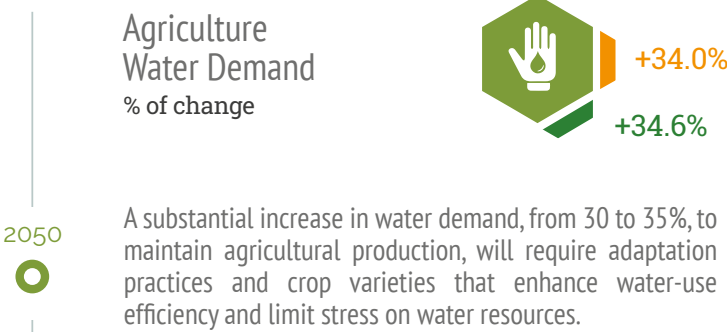 Agriculture
Water Demand
% of change
+34.0%
+34.6%
2050
A substantial increase in water demand, from 30 to 35%, to
maintain agricultural production, will require adaptation
practices and crop varieties that enhance water-use
efficiency and limit stress on water resources.